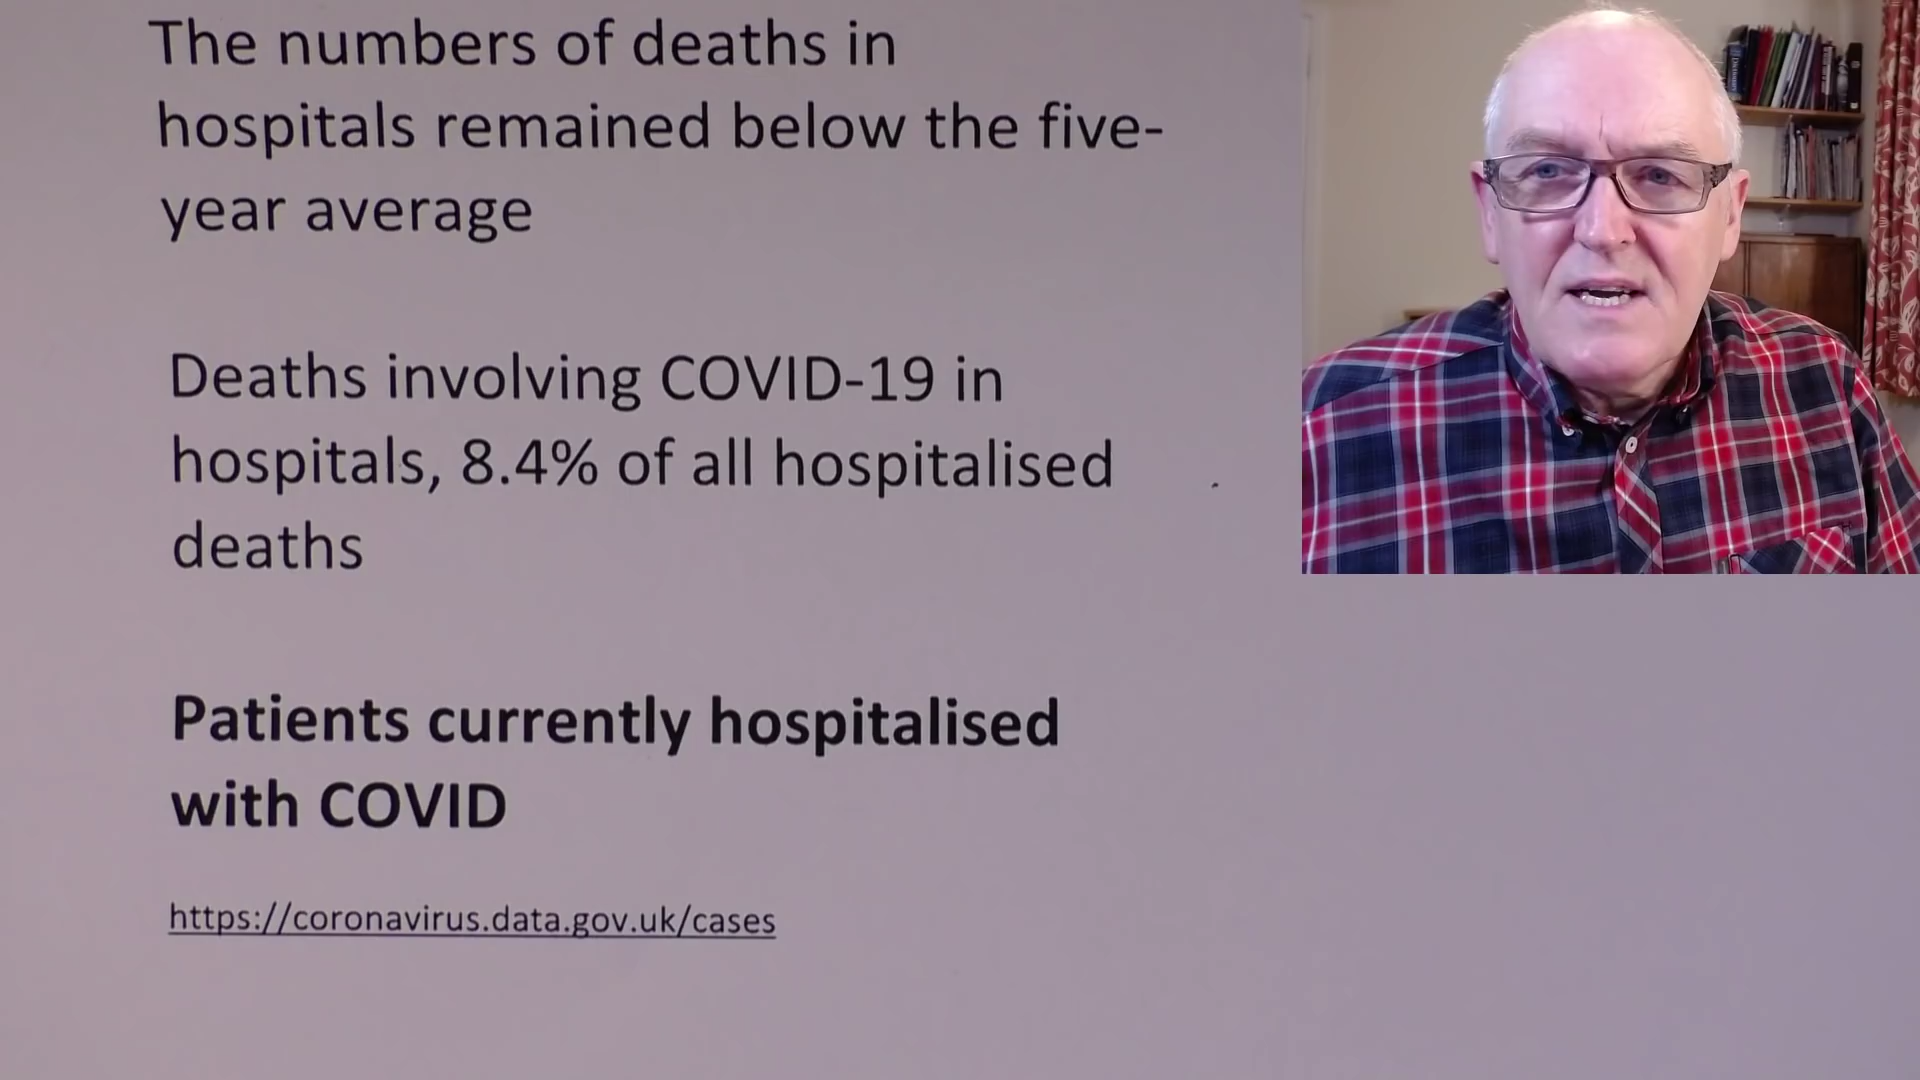 The numbers of deaths in
hospitals remained below the five-
year average
Deaths involving COVID-19 in
hospitals, 8.4% of all hospitalised
deaths
Patients currently hospitalised
with COVID
https://coronavirus.data.gov.uk/cases